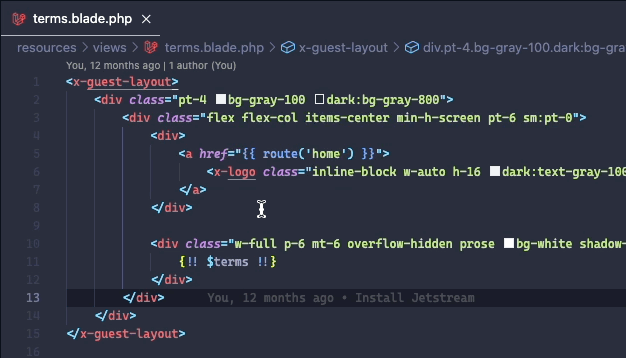 terms.blade.php
resources > views > terms.blade.php > x-guest-layout > div.pt-4.bg-gray-100.dark:bg-gra
You, 12 months ago | 1 author (You)
1 <x-guest-layout>
2 <div class="pt-4 bg-gray-100 dark:bg-gray-800">
3 <div class="flex flex-col items-center min-h-screen pt-6 sm:pt-0">
4 <div>
5 <a href="{{ route('home') }}">
6 <x-logo class="inline-block w-auto h-16 dark:text-gray-100
7 </a>
8 </div>
9
10 <div class="w-full p-6 mt-6 overflow-hidden prose bg-white shadow-
11 {!! $terms !!}
12 </div>
13 </div> You, 12 months ago • Install Jetstream
14 </div>
15 </x-guest-layout>
16